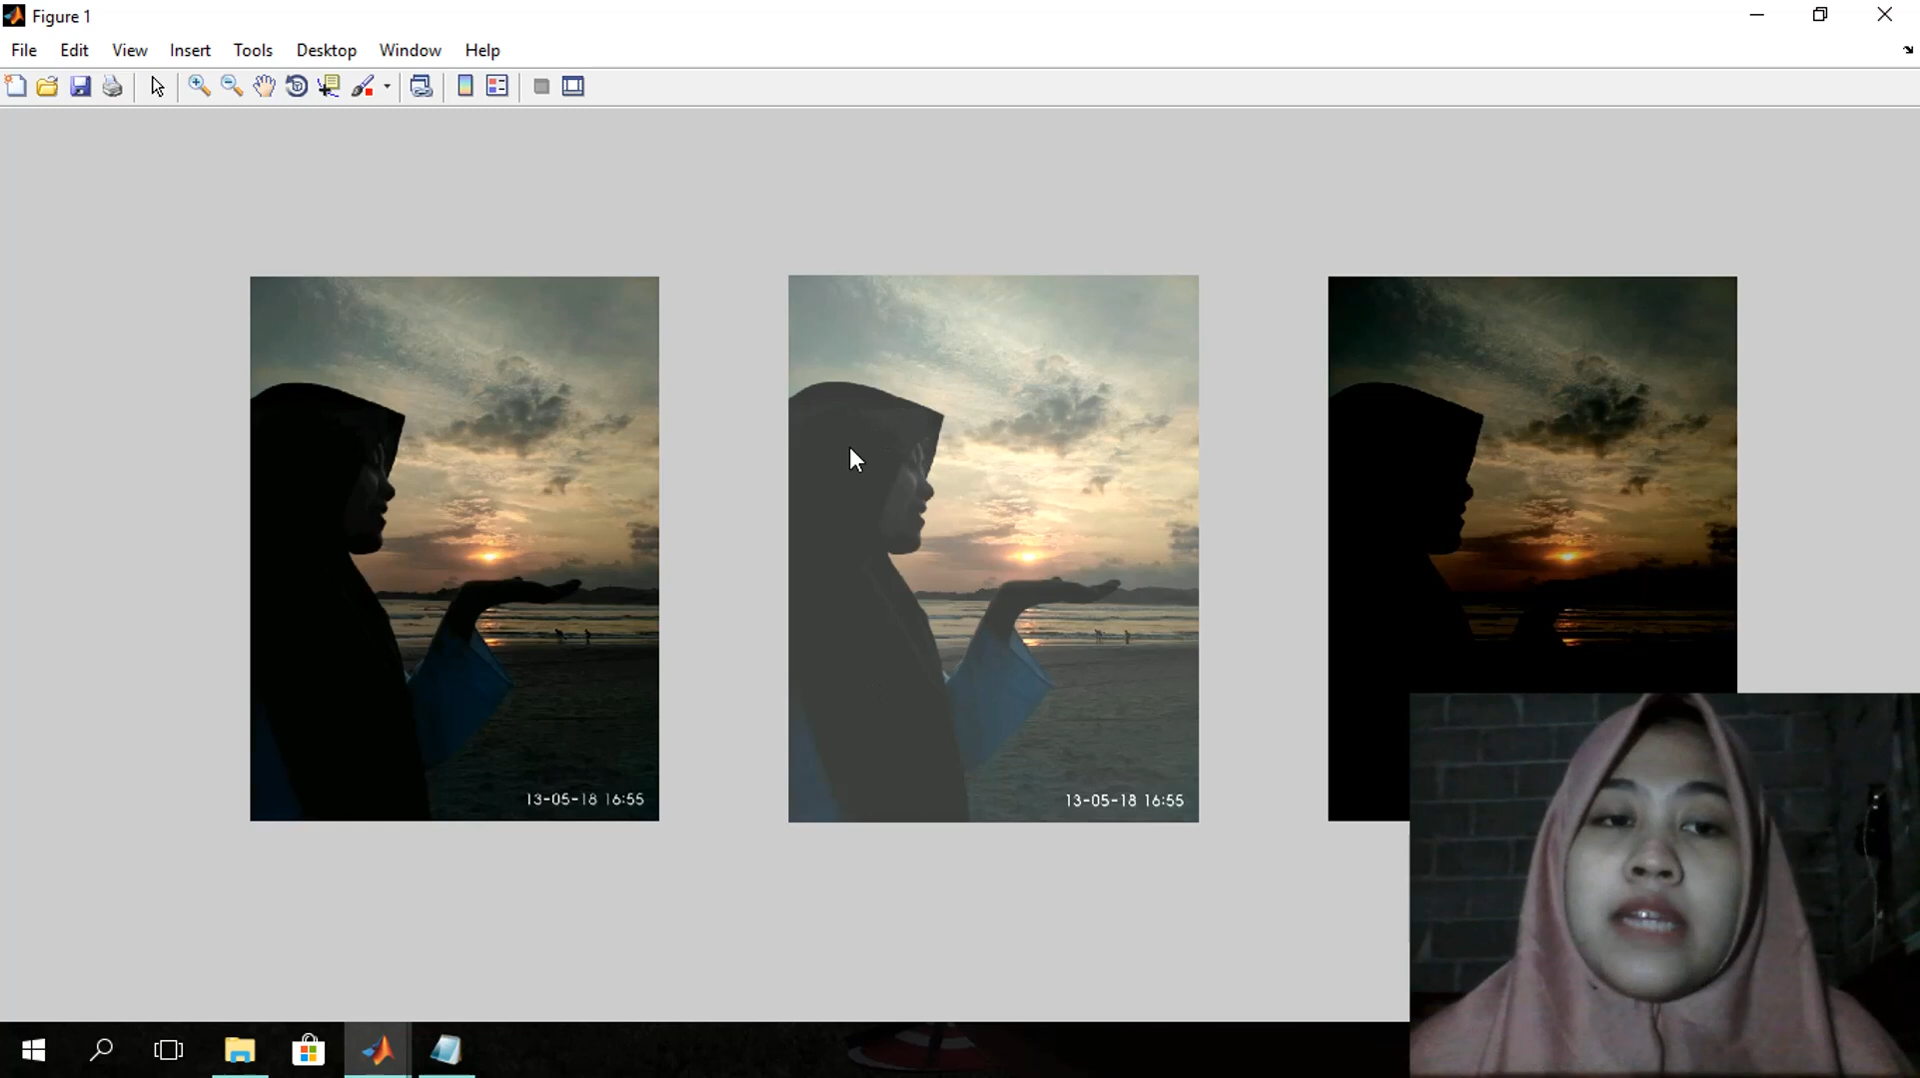 Figure 1
File Edit View Insert Tools Desktop Window Help
13-05-18 16:55
13-05-18 16:55